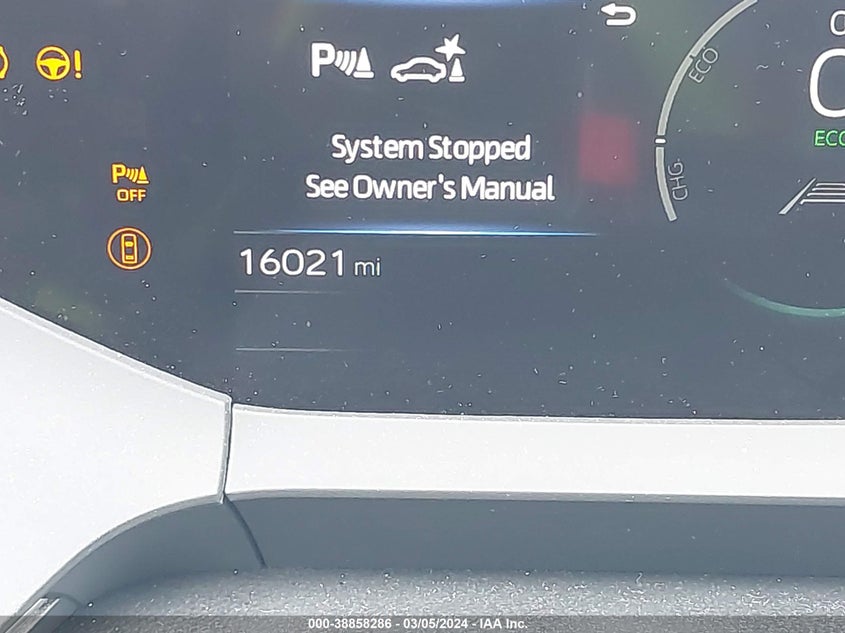 P
ECO
System Stopped
See Owner's Manual
ECO
P
OFF
CHG
16021 mi
000-38858286 - 03/05/2024 - IAA Inc.